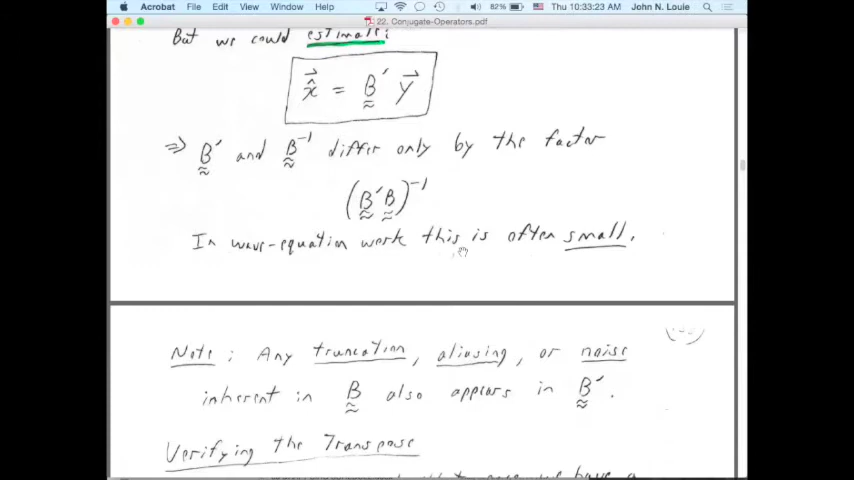 Acrobat File Edit View Window Help 82% Thu 10:33:23 AM John N. Louie
22. Conjugate-Operators.pdf
But we could estimate:
x̂⃗ = B′ y⃗
⇒ B′ and B⁻¹ differ only by the factor
(B′B)⁻¹
In wave-equation work this is often small.
Note: Any truncation, aliasing, or noise
inherent in B also appears in B′.
Verifying the Transpose